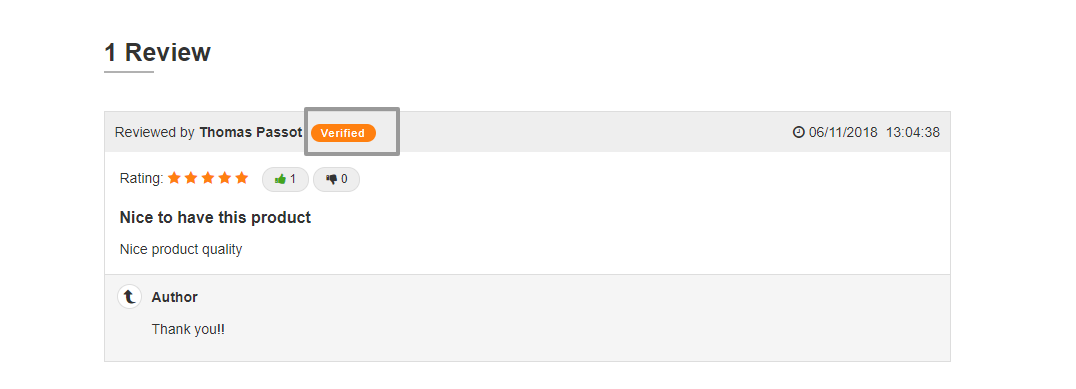 1 Review
Reviewed by Thomas Passot Verified 06/11/2018 13:04:38
Rating: 1 0
Nice to have this product
Nice product quality
Author
Thank you!!